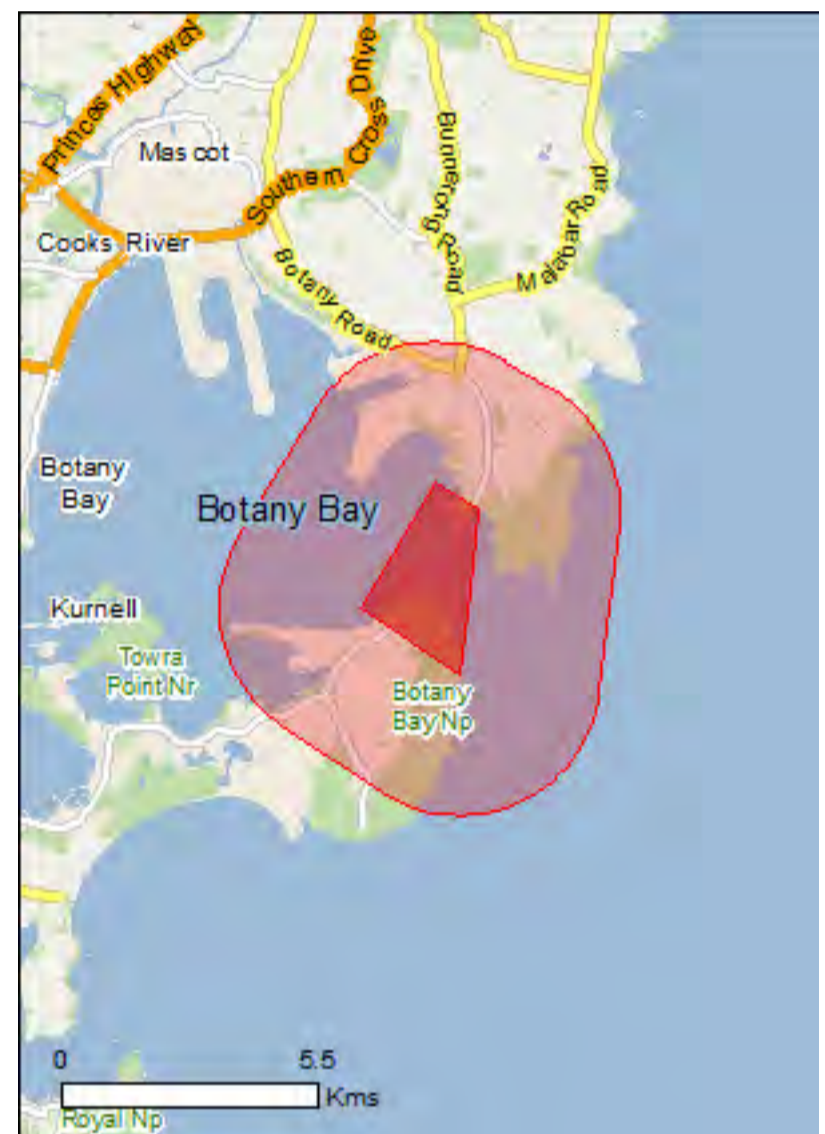 Princes Highway
Drive
Mascot
Southern Cross
Bunnerong Road
Malabar Road
Cooks River
Botany Road
Botany
Bay
Botany Bay
Kurnell
Towra
Point Nr
Botany
Bay Np
0 5.5
Kms
Royal Np